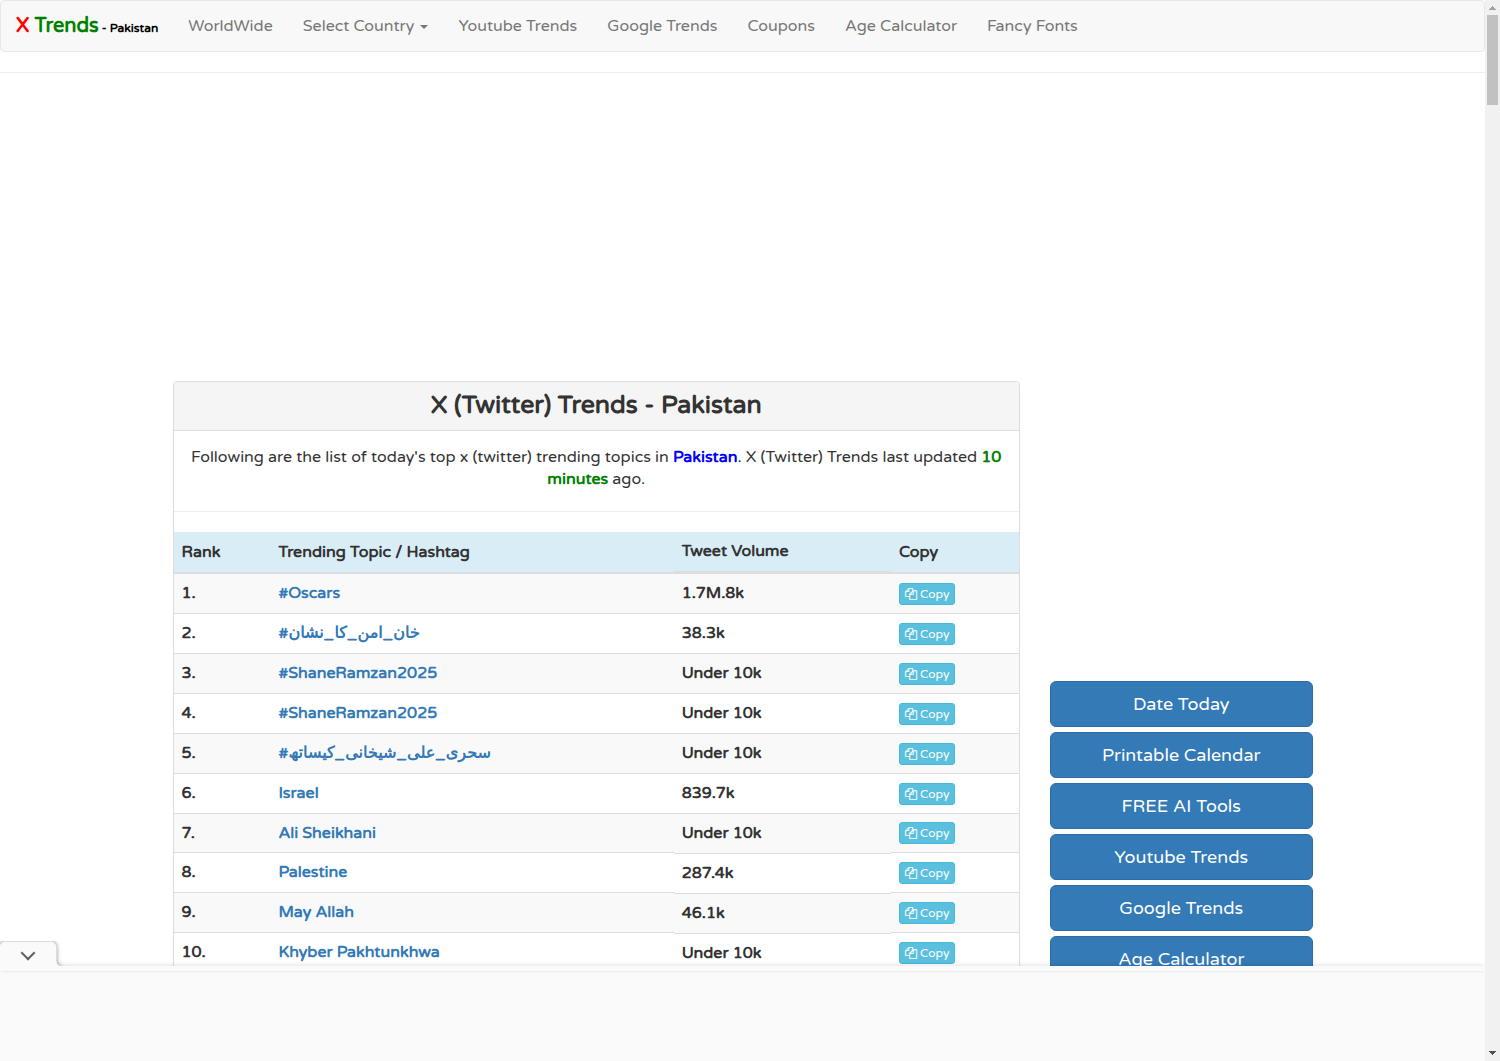 X Trends - Pakistan WorldWide Select Country Youtube Trends Google Trends Coupons Age Calculator Fancy Fonts
X (Twitter) Trends - Pakistan
Following are the list of today's top x (twitter) trending topics in Pakistan. X (Twitter) Trends last updated 10
minutes ago.
Rank Trending Topic / Hashtag Tweet Volume Copy
1. #Oscars 1.7M.8k Copy
2. #خان_امن_کا_نشان 38.3k Copy
3. #ShaneRamzan2025 Under 10k Copy
4. #ShaneRamzan2025 Under 10k Copy
5. #سحری_علی_شیخانی_کیساتھ Under 10k Copy
6. Israel 839.7k Copy
7. Ali Sheikhani Under 10k Copy
8. Palestine 287.4k Copy
9. May Allah 46.1k Copy
10. Khyber Pakhtunkhwa Under 10k Copy
Date Today
Printable Calendar
FREE AI Tools
Youtube Trends
Google Trends
Age Calculator